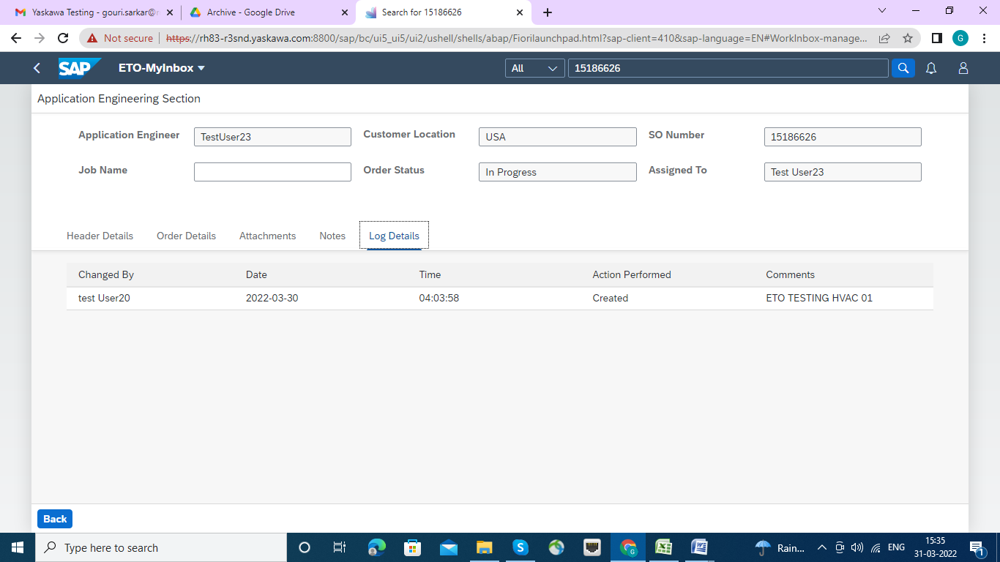 Yaskawa Testing - gouri.sarkar@
Archive - Google Drive
Search for 15186626
Not secure
https://rh83-r3snd.yaskawa.com:8800/sap/bc/ui5_ui5/ui2/ushell/shells/abap/Fiorilaunchpad.html?sap-client=410&sap-language=EN#WorkInbox-manage...
G
SAP
ETO-MyInbox
All
15186626
Application Engineering Section
Application Engineer
TestUser23
Customer Location
USA
SO Number
15186626
Job Name
Order Status
In Progress
Assigned To
Test User23
Header Details
Order Details
Attachments
Notes
Log Details
Changed By
Date
Time
Action Performed
Comments
test User20
2022-03-30
04:03:58
Created
ETO TESTING HVAC 01
Back
Type here to search
Rain...
ENG
15:35
31-03-2022
1